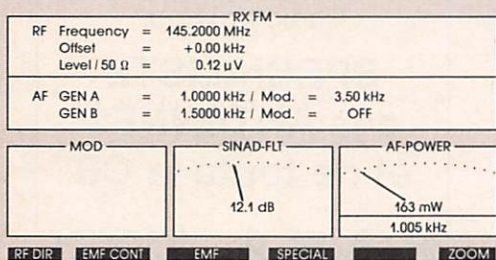 RX FM
RF Frequency = 145.2000 MHz
Offset = +0.00 kHz
Level / 50 Ω = 0.12 µV
AF GEN A = 1.0000 kHz / Mod. = 3.50 kHz
GEN B = 1.5000 kHz / Mod. = OFF
MOD SINAD-FLT AF-POWER
12.1 dB 163 mW
1.005 kHz
RF DIR EMF CONT EMF SPECIAL ZOOM